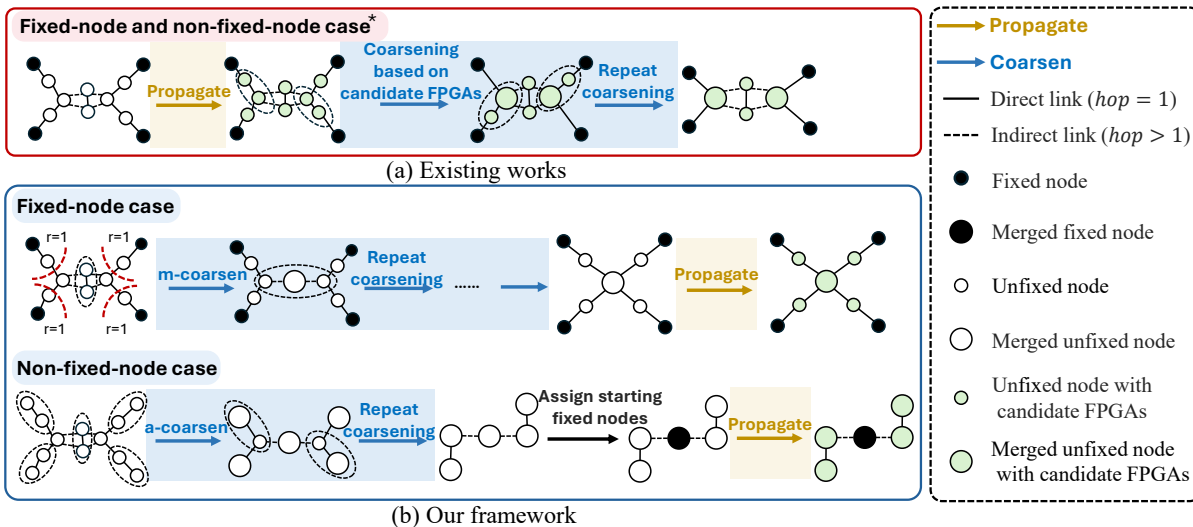 Fixed-node and non-fixed-node case*
Propagate
Coarsening
based on
candidate FPGAs
Repeat
coarsening
(a) Existing works
Fixed-node case
r=1
r=1
r=1
r=1
m-coarsen
Repeat
coarsening
......
Propagate
Non-fixed-node case
a-coarsen
Repeat
coarsening
Assign starting
fixed nodes
Propagate
(b) Our framework
Propagate
Coarsen
Direct link (hop = 1)
Indirect link (hop > 1)
Fixed node
Merged fixed node
Unfixed node
Merged unfixed node
Unfixed node with
candidate FPGAs
Merged unfixed node
with candidate FPGAs